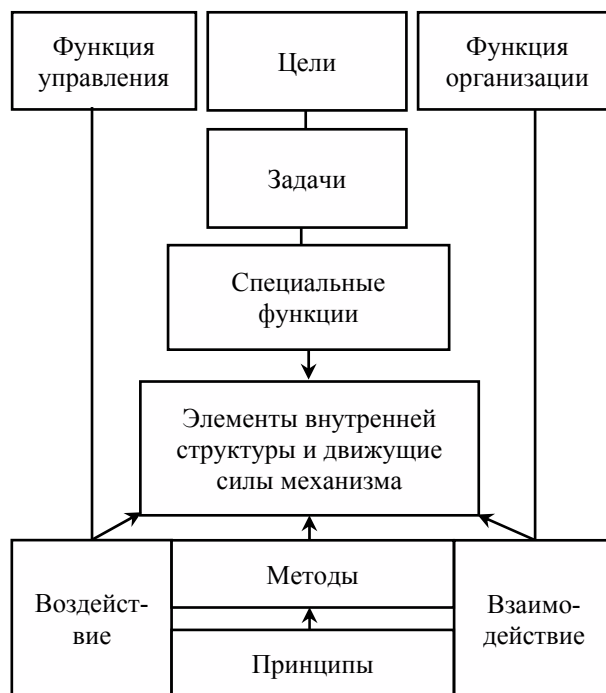 Функция
управления
Цели
Функция
организации
Задачи
Специальные
функции
Элементы внутренней
структуры и движущие
силы механизма
Воздейст-
вие
Методы
Принципы
Взаимо-
действие